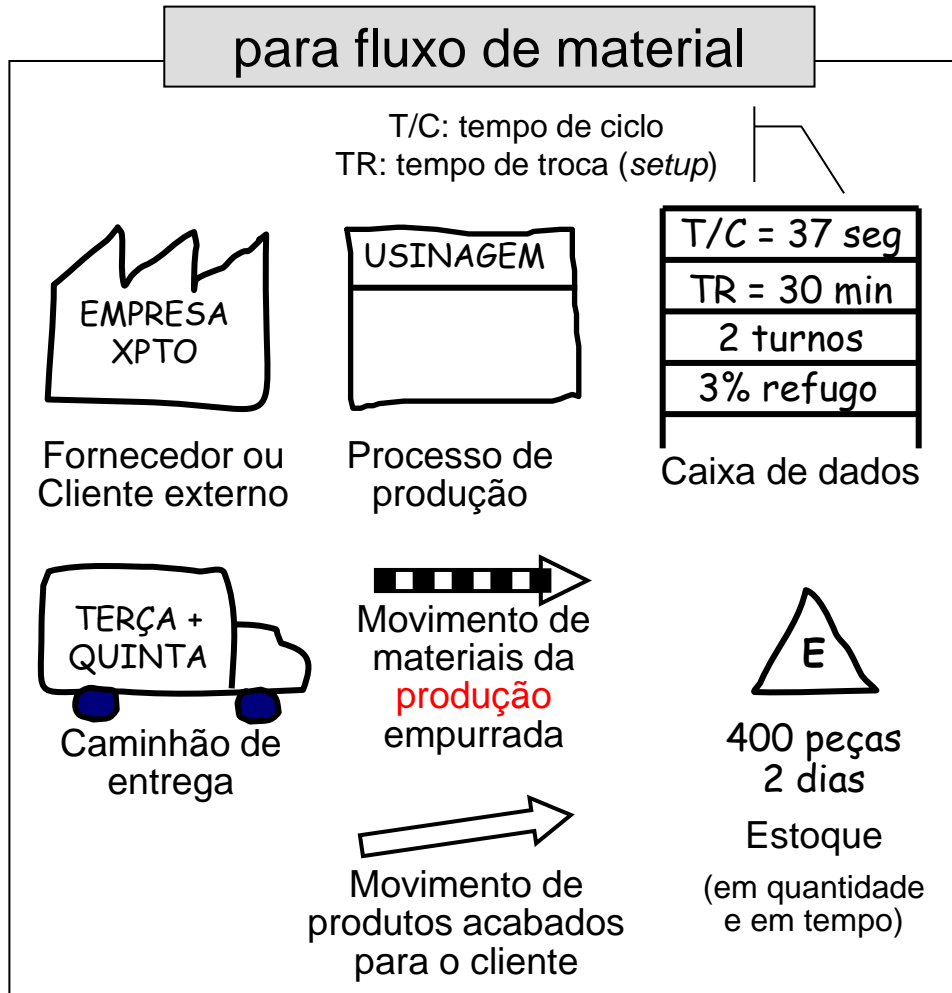 para fluxo de material
T/C: tempo de ciclo
TR: tempo de troca (setup)
EMPRESA
XPTO
Fornecedor ou
Cliente externo
USINAGEM
Processo de
produção
T/C = 37 seg
TR = 30 min
2 turnos
3% refugo
Caixa de dados
TERÇA +
QUINTA
Caminhão de
entrega
Movimento de
materiais da
produção
empurrada
E
400 peças
2 dias
Estoque
(em quantidade
e em tempo)
Movimento de
produtos acabados
para o cliente